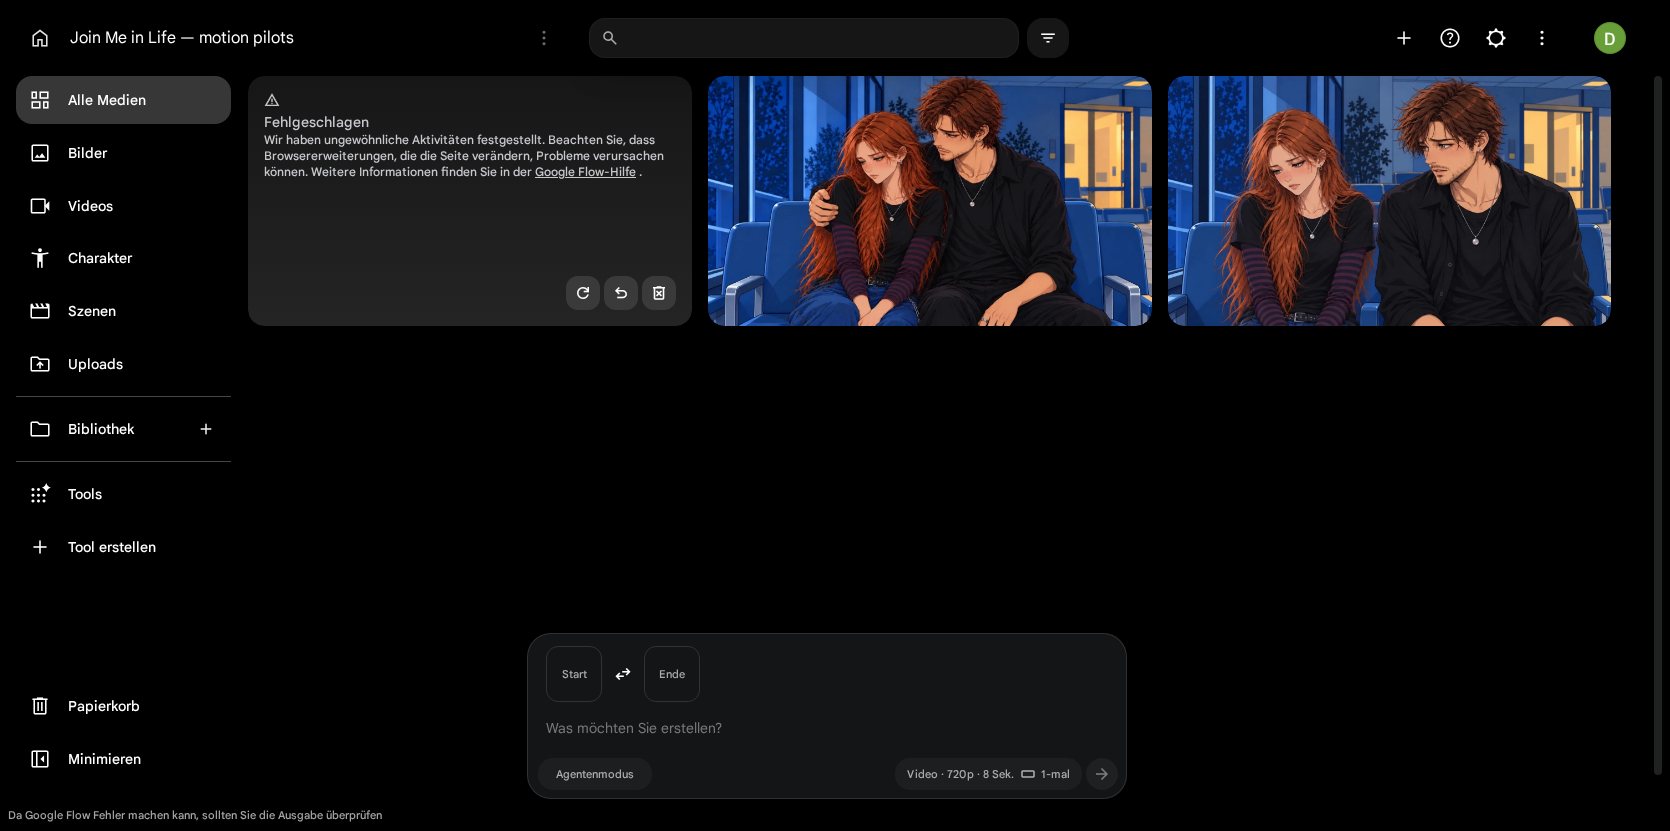 Join Me in Life — motion pilots
D
Alle Medien
Bilder
Videos
Charakter
Szenen
Uploads
Bibliothek
Tools
Tool erstellen
Papierkorb
Minimieren
Fehlgeschlagen
Wir haben ungewöhnliche Aktivitäten festgestellt. Beachten Sie, dass
Browsererweiterungen, die die Seite verändern, Probleme verursachen
können. Weitere Informationen finden Sie in der Google Flow-Hilfe .
Start
Ende
Was möchten Sie erstellen?
Agentenmodus
Video · 720p · 8 Sek. 1-mal
Da Google Flow Fehler machen kann, sollten Sie die Ausgabe überprüfen